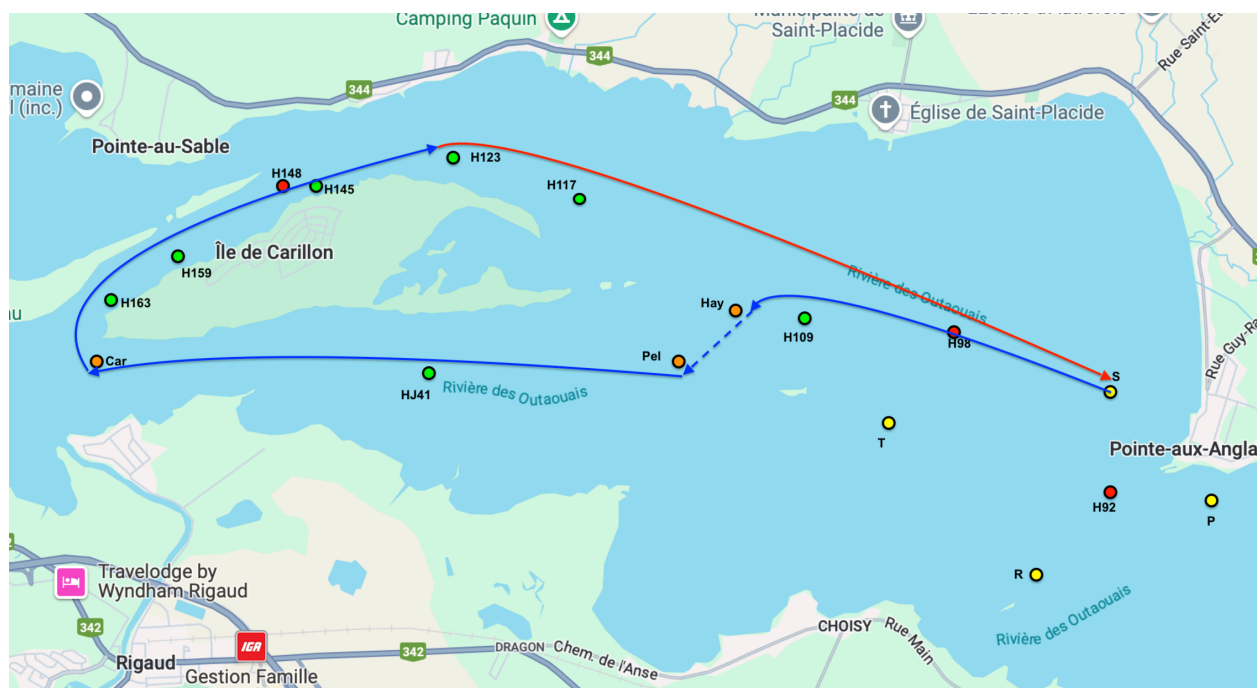 Camping Paquin
Municipalité de
Saint-Placide
344
Rue Saint-E
344
344
maine
l (inc.)
Église de Saint-Placide
Pointe-au-Sable
H123
H148
H145
H117
Île de Carillon
H159
Rivière des Outaouais
H163
Hay
H109
H98
au
Rue Guy-Ra
Car
Pel
S
HJ41
Rivière des Outaouais
T
Pointe-aux-Angla
H92
P
Travelodge by
Wyndham Rigaud
R
Rivière des Outaouais
342
CHOISY
Rue Main
IGA
342
DRAGON
Chem. de l'Anse
Rigaud
Gestion Famille